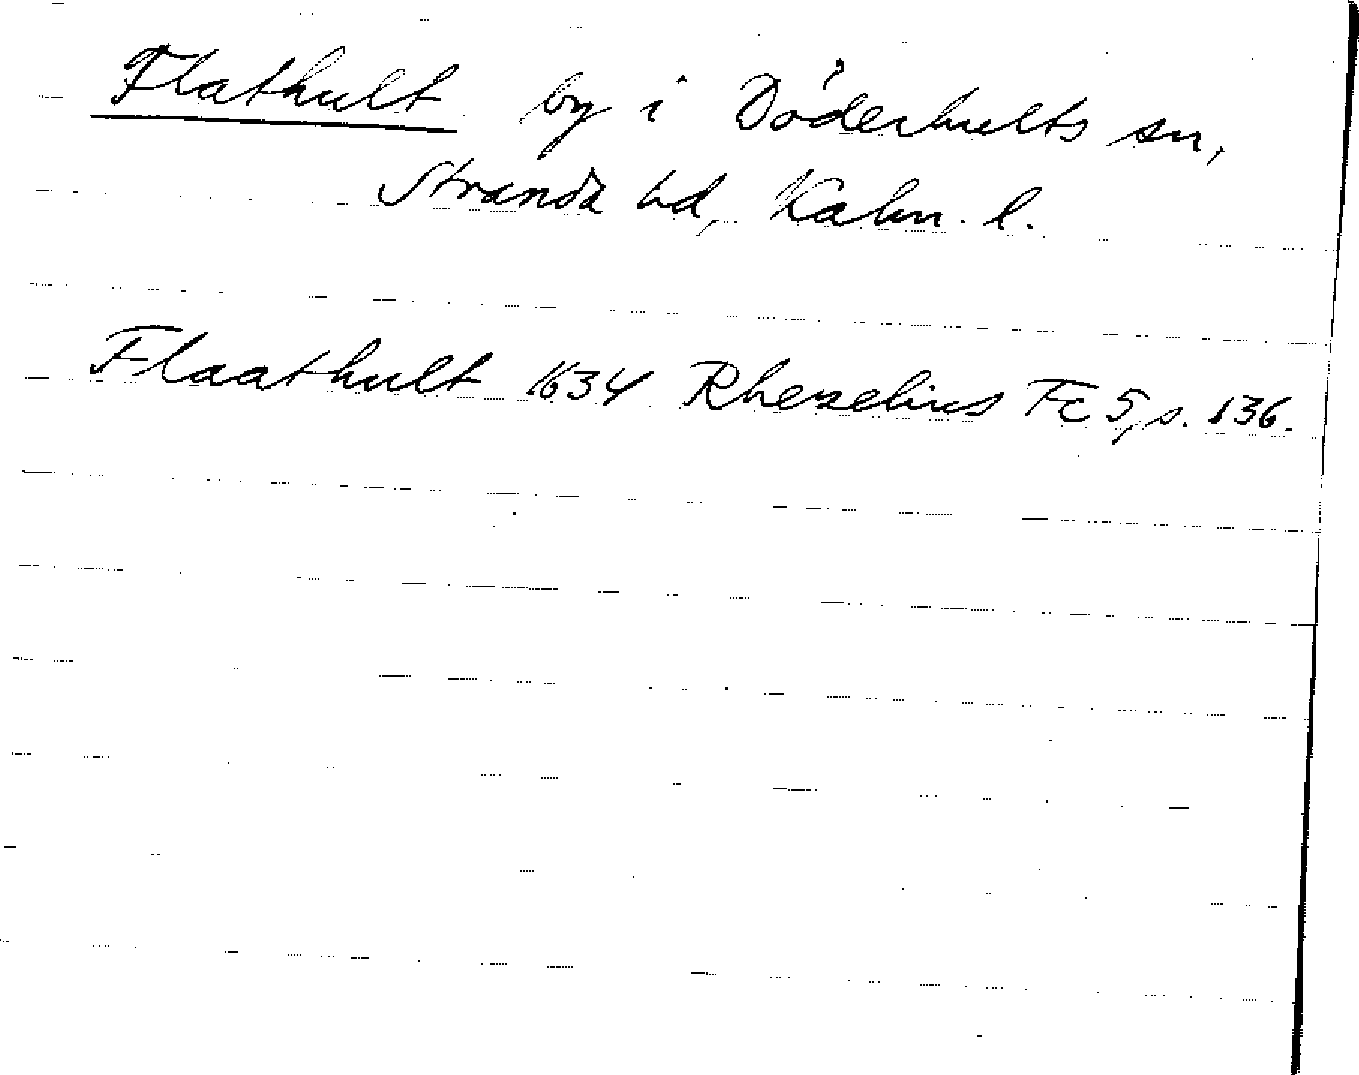 Flathult by i Döderhults sn,
Stranda hd, Kalm. l.
Flaathult 1634 Rhezelius Fc 5, s. 136.